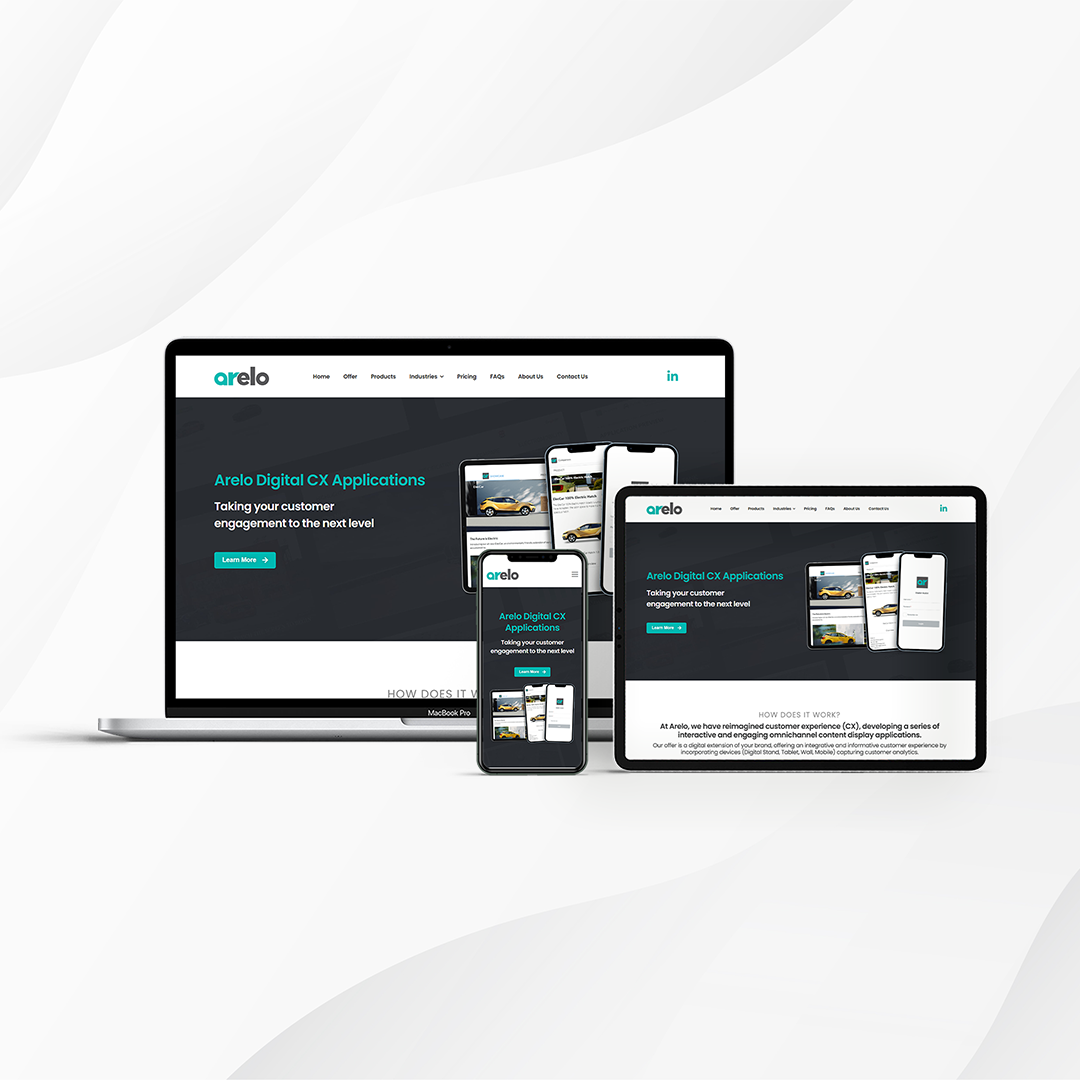 arelo
Home Offer Products Industries Pricing FAQs About Us Contact Us
in
Arelo Digital CX Applications
Taking your customer
engagement to the next level
Learn More
HOW DOES IT W
MacBook Pro
arelo
Arelo Digital CX
Applications
Taking your customer
engagement to the next level
Learn More
arelo
Home Offer Products Industries Pricing FAQs About Us Contact Us
in
Arelo Digital CX Applications
Taking your customer
engagement to the next level
Learn More
ar
HOW DOES IT WORK?
At Arelo, we have reimagined customer experience (CX), developing a series of
interactive and engaging omnichannel content display applications.
Our offer is a digital extension of your brand, offering an integrative and informative customer experience by
incorporating devices (Digital Stand, Tablet, Wall, Mobile) capturing customer analytics.